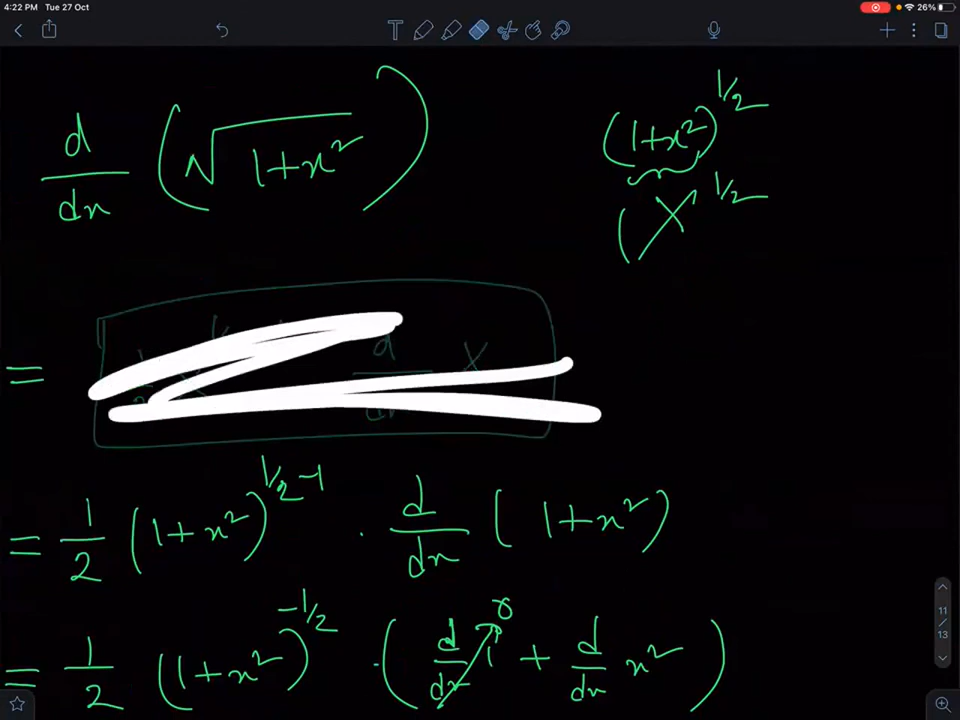 4:22 PM Tue 27 Oct
26%
d/dx (√1+x²)
(1+x²)^1/2
(X^1/2
=
d/dx X
= 1/2 (1+x²)^1/2-1 · d/dx (1+x²)
= 1/2 (1+x²)^-1/2 · (d/dx 1 0 + d/dx x²)
11
/
13